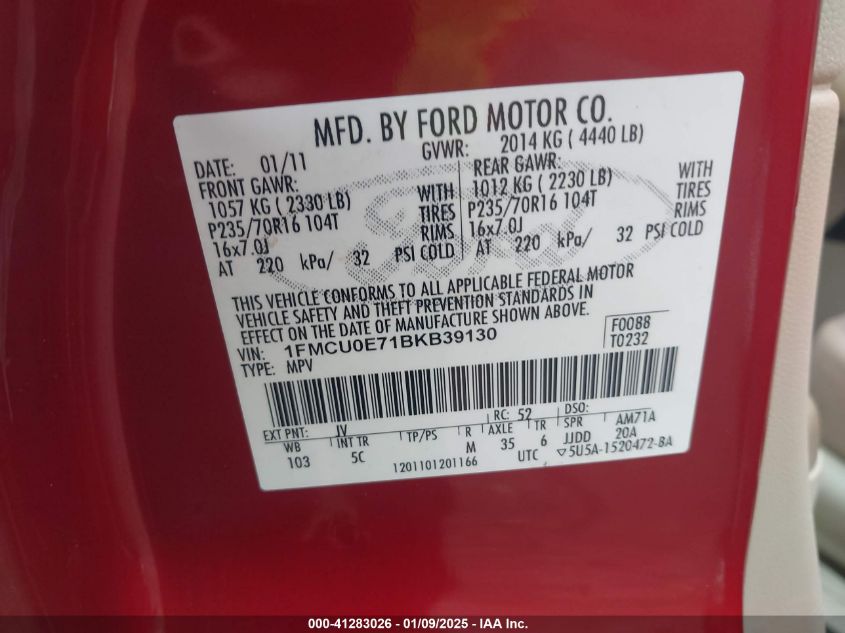 MFD. BY FORD MOTOR CO.
DATE: 01/11 GVWR: 2014 KG ( 4440 LB)
FRONT GAWR: REAR GAWR:
1057 KG ( 2330 LB) WITH 1012 KG ( 2230 LB) WITH
P235/70R16 104T TIRES P235/70R16 104T TIRES
16x7.0J RIMS 16x7.0J RIMS
AT 220 kPa/ 32 PSI COLD AT 220 kPa/ 32 PSI COLD
Ford
THIS VEHICLE CONFORMS TO ALL APPLICABLE FEDERAL MOTOR
VEHICLE SAFETY AND THEFT PREVENTION STANDARDS IN
EFFECT ON THE DATE OF MANUFACTURE SHOWN ABOVE.
VIN: 1FMCU0E71BKB39130 F0088
TYPE: MPV T0232
EXT PNT: JV RC: 52 DSO:
WB INT TR TP/PS R AXLE TR SPR AM71A
103 5C M 35 6 JJDD 20A
1201101201166 UTC ▽5U5A-1520472-BA
000-41283026 - 01/09/2025 - IAA Inc.